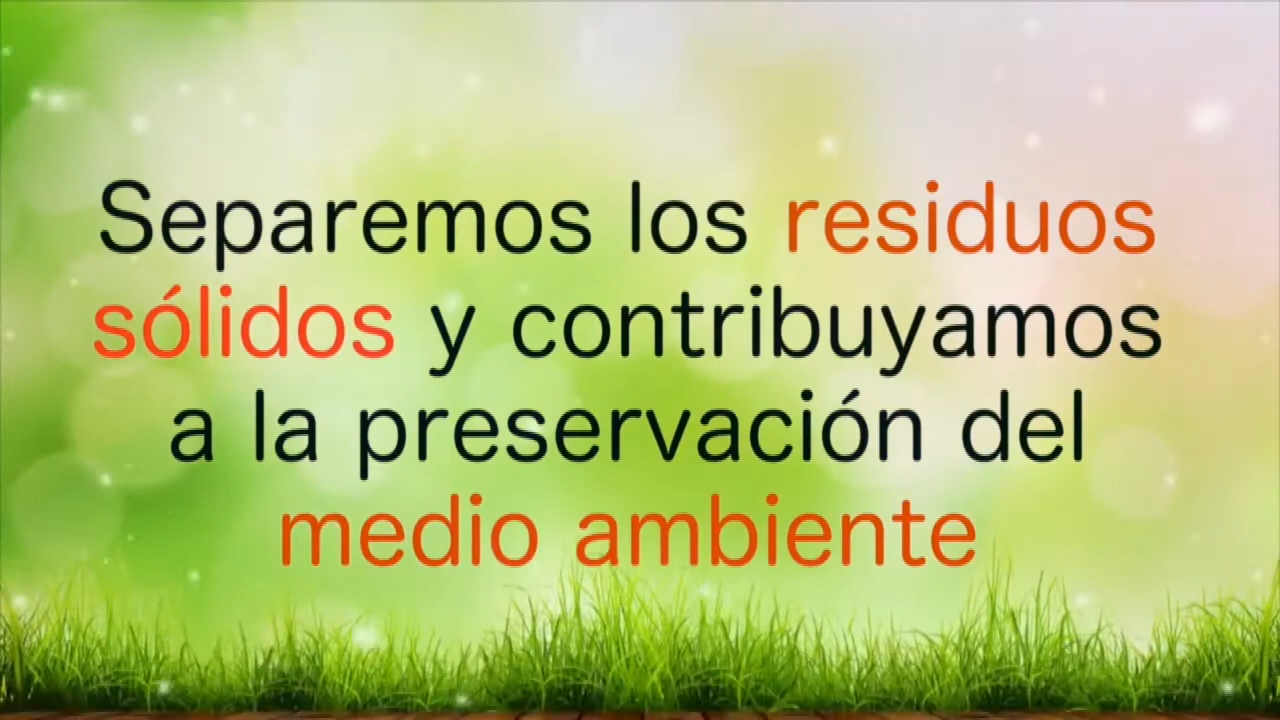 Separemos los residuos
sólidos y contribuyamos
a la preservación del
medio ambiente